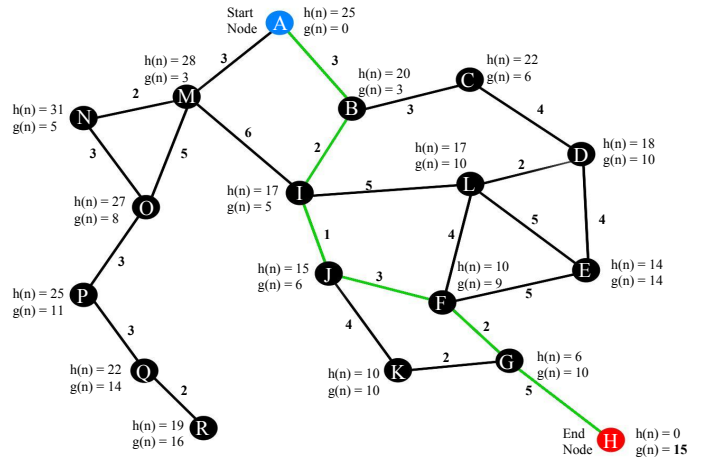 Start
Node
A
h(n) = 25
g(n) = 0
3
3
h(n) = 28
g(n) = 3
M
h(n) = 20
g(n) = 3
B
h(n) = 22
g(n) = 6
C
3
h(n) = 31
g(n) = 5
N
2
3
5
6
2
4
h(n) = 17
g(n) = 10
L
2
D
h(n) = 18
g(n) = 10
h(n) = 17
g(n) = 5
I
5
h(n) = 27
g(n) = 8
O
1
4
5
4
3
h(n) = 15
g(n) = 6
J
3
h(n) = 10
g(n) = 9
F
5
E
h(n) = 14
g(n) = 14
h(n) = 25
g(n) = 11
P
3
4
2
h(n) = 22
g(n) = 14
Q
h(n) = 10
g(n) = 10
K
2
G
h(n) = 6
g(n) = 10
2
5
h(n) = 19
g(n) = 16
R
End
Node
H
h(n) = 0
g(n) = 15